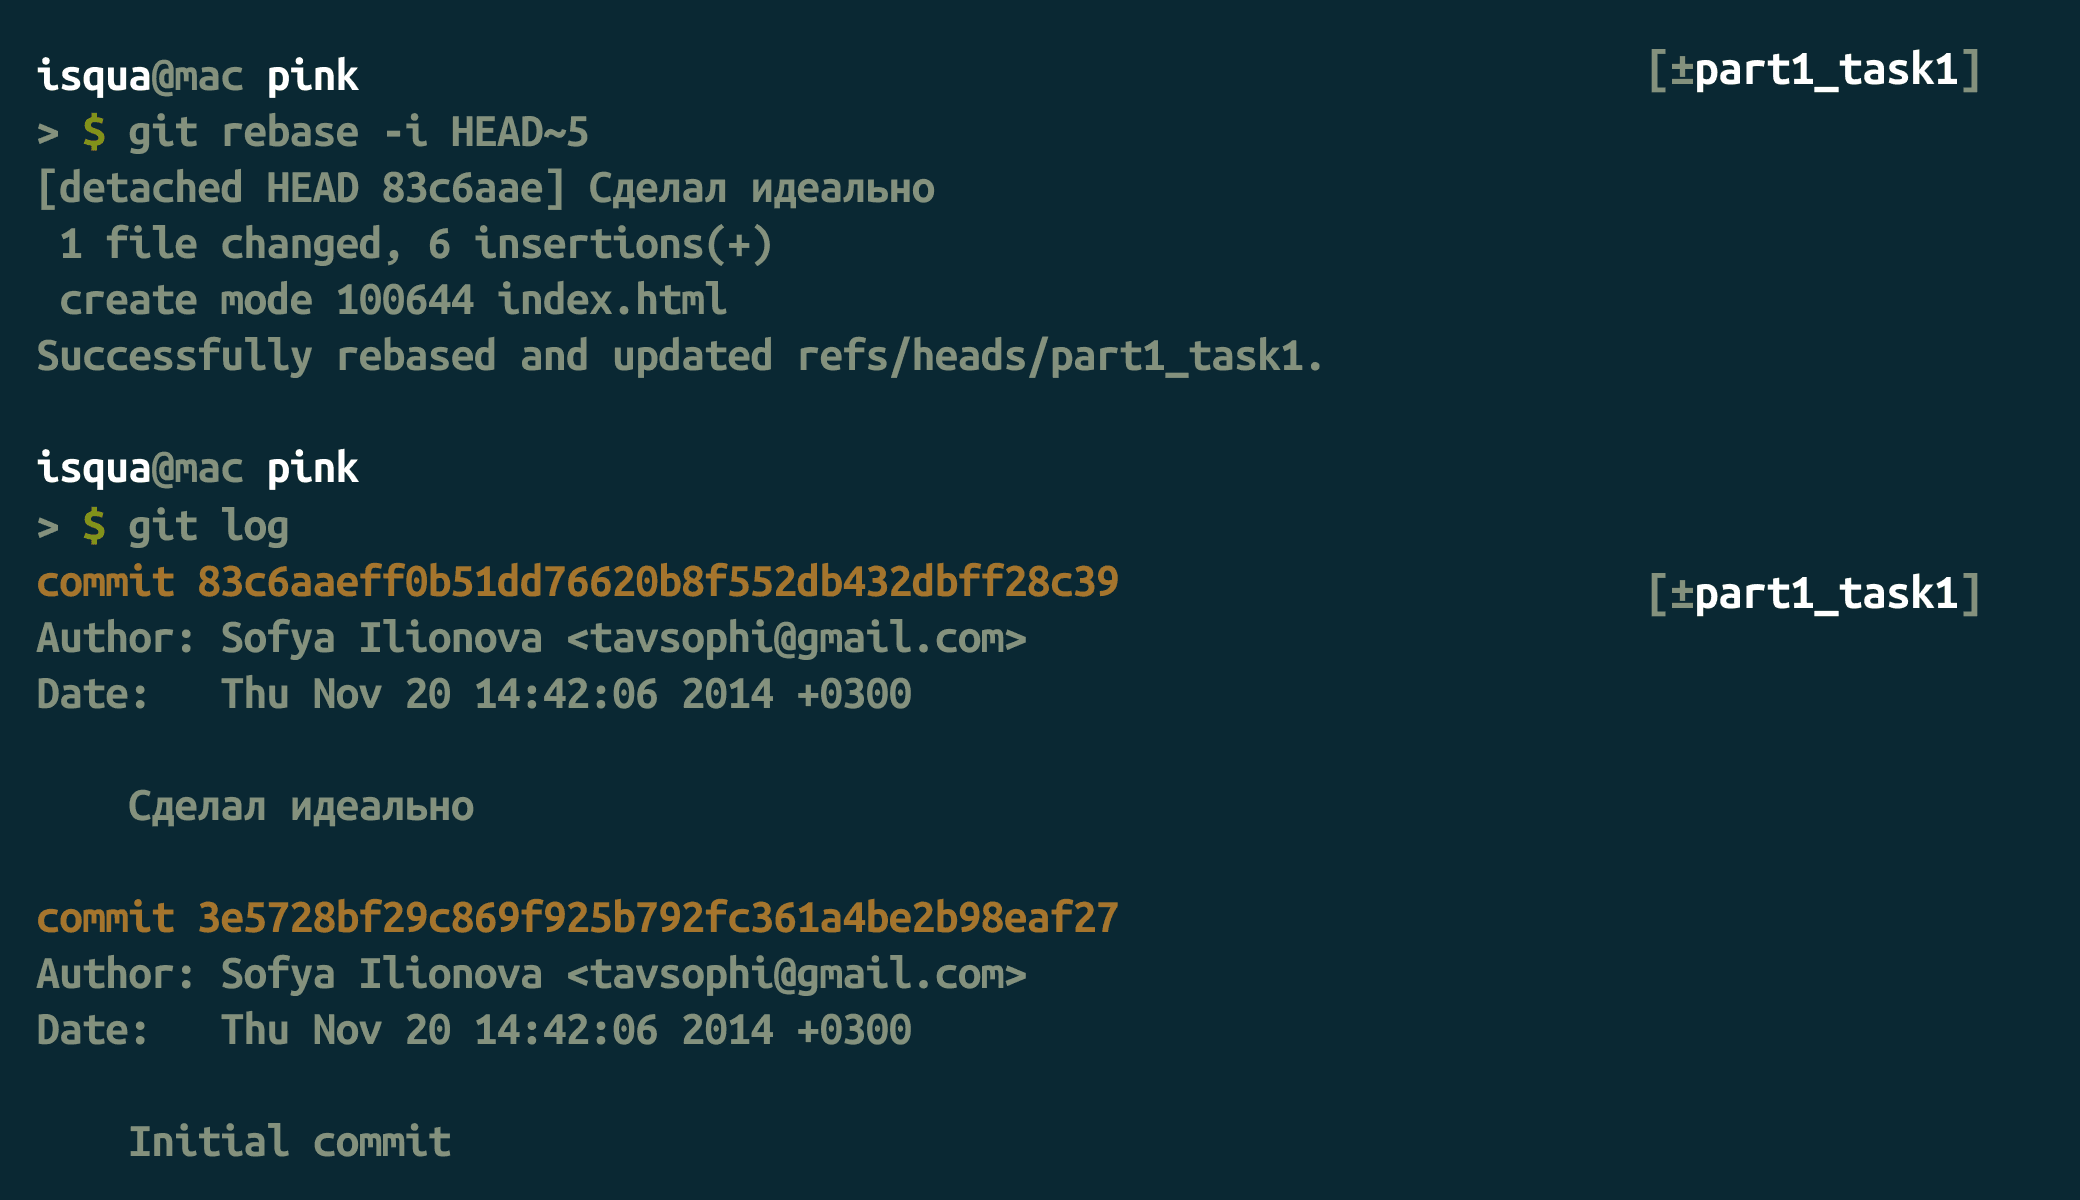 isqua@mac pink [±part1_task1]
> $ git rebase -i HEAD~5
[detached HEAD 83c6aae] Сделал идеально
1 file changed, 6 insertions(+)
create mode 100644 index.html
Successfully rebased and updated refs/heads/part1_task1.
isqua@mac pink
> $ git log
commit 83c6aaeff0b51dd76620b8f552db432dbff28c39 [±part1_task1]
Author: Sofya Ilionova <tavsophi@gmail.com>
Date:   Thu Nov 20 14:42:06 2014 +0300
Сделал идеально
commit 3e5728bf29c869f925b792fc361a4be2b98eaf27
Author: Sofya Ilionova <tavsophi@gmail.com>
Date:   Thu Nov 20 14:42:06 2014 +0300
Initial commit